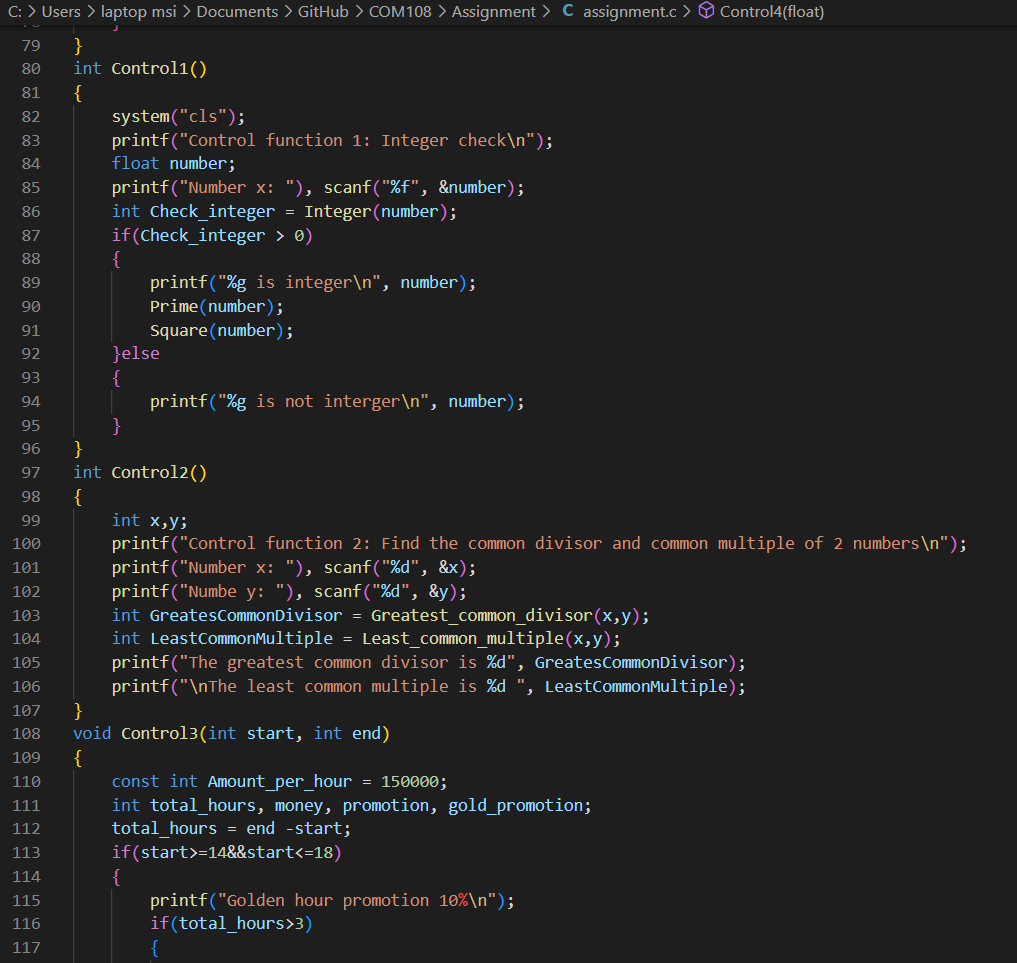 C: > Users > laptop msi > Documents > GitHub > COM108 > Assignment > C assignment.c > Control4(float)
79 }
80 int Control1()
81 {
82 system("cls");
83 printf("Control function 1: Integer check\n");
84 float number;
85 printf("Number x: "), scanf("%f", &number);
86 int Check_integer = Integer(number);
87 if(Check_integer > 0)
88 {
89 printf("%g is integer\n", number);
90 Prime(number);
91 Square(number);
92 }else
93 {
94 printf("%g is not interger\n", number);
95 }
96 }
97 int Control2()
98 {
99 int x,y;
100 printf("Control function 2: Find the common divisor and common multiple of 2 numbers\n");
101 printf("Number x: "), scanf("%d", &x);
102 printf("Numbe y: "), scanf("%d", &y);
103 int GreatesCommonDivisor = Greatest_common_divisor(x,y);
104 int LeastCommonMultiple = Least_common_multiple(x,y);
105 printf("The greatest common divisor is %d", GreatesCommonDivisor);
106 printf("\nThe least common multiple is %d ", LeastCommonMultiple);
107 }
108 void Control3(int start, int end)
109 {
110 const int Amount_per_hour = 150000;
111 int total_hours, money, promotion, gold_promotion;
112 total_hours = end -start;
113 if(start>=14&&start<=18)
114 {
115 printf("Golden hour promotion 10%\n");
116 if(total_hours>3)
117 {